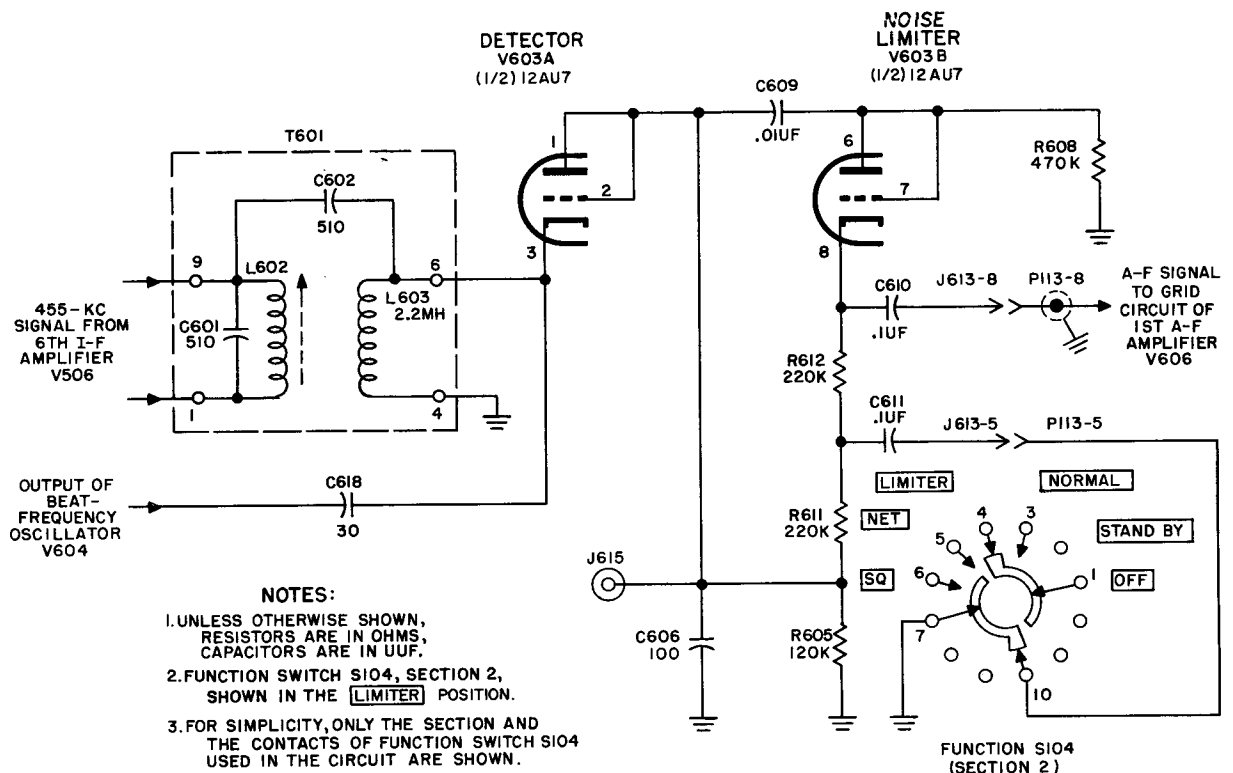 DETECTOR
V603A
(1/2) 12AU7
NOISE
LIMITER
V603B
(1/2) 12AU7
C609
.01UF
1
2
3
6
7
8
R608
470K
T601
C602
510
9
L602
6
L603
2.2MH
C601
510
1
4
455-KC
SIGNAL FROM
6TH I-F
AMPLIFIER
V506
C610
.1UF
J613-8
P113-8
A-F SIGNAL
TO GRID
CIRCUIT OF
1ST A-F
AMPLIFIER
V606
R612
220K
C611
.1UF
J613-5
P113-5
OUTPUT OF
BEAT-
FREQUENCY
OSCILLATOR
V604
C618
30
R611
220K
LIMITER
NORMAL
NET
STAND BY
SQ
OFF
4
3
5
6
1
7
10
J615
C606
100
R605
120K
NOTES:
1.UNLESS OTHERWISE SHOWN,
RESISTORS ARE IN OHMS,
CAPACITORS ARE IN UUF.
2.FUNCTION SWITCH S104, SECTION 2,
SHOWN IN THE LIMITER POSITION.
3.FOR SIMPLICITY, ONLY THE SECTION AND
THE CONTACTS OF FUNCTION SWITCH S104
USED IN THE CIRCUIT ARE SHOWN.
FUNCTION S104
(SECTION 2)